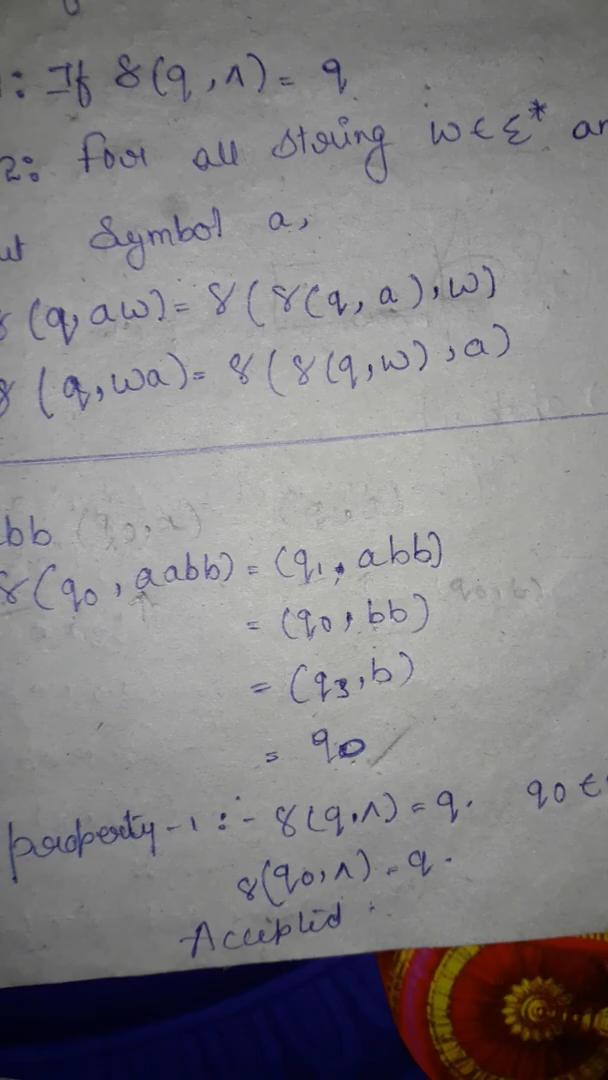 : If δ(q, ∧) = q
2: for all string w ∈ Σ*
Symbol a,
(q, aw) = δ(δ(q, a), w)
δ(q, wa) = δ(δ(q, w), a)
bb
δ(q0, aabb) = (q1, abb)
= (q0, bb)
= (q3, b)
= q0
property-1 :- δ(q, ∧) = q. q0 ∈
δ(q0, ∧) = q.
Accepted.